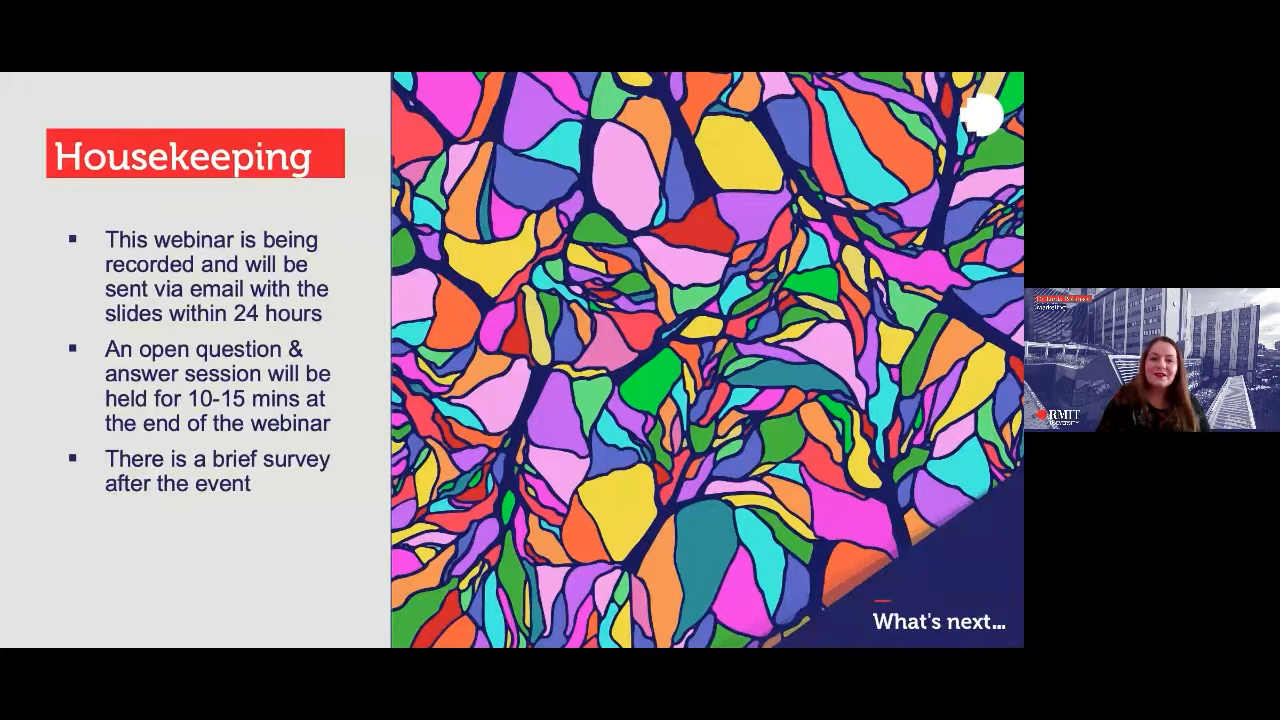 Housekeeping
▪ This webinar is being
recorded and will be
sent via email with the
slides within 24 hours
▪ An open question &
answer session will be
held for 10-15 mins at
the end of the webinar
▪ There is a brief survey
after the event
What's next...
Marketing
RMIT
UNIVERSITY